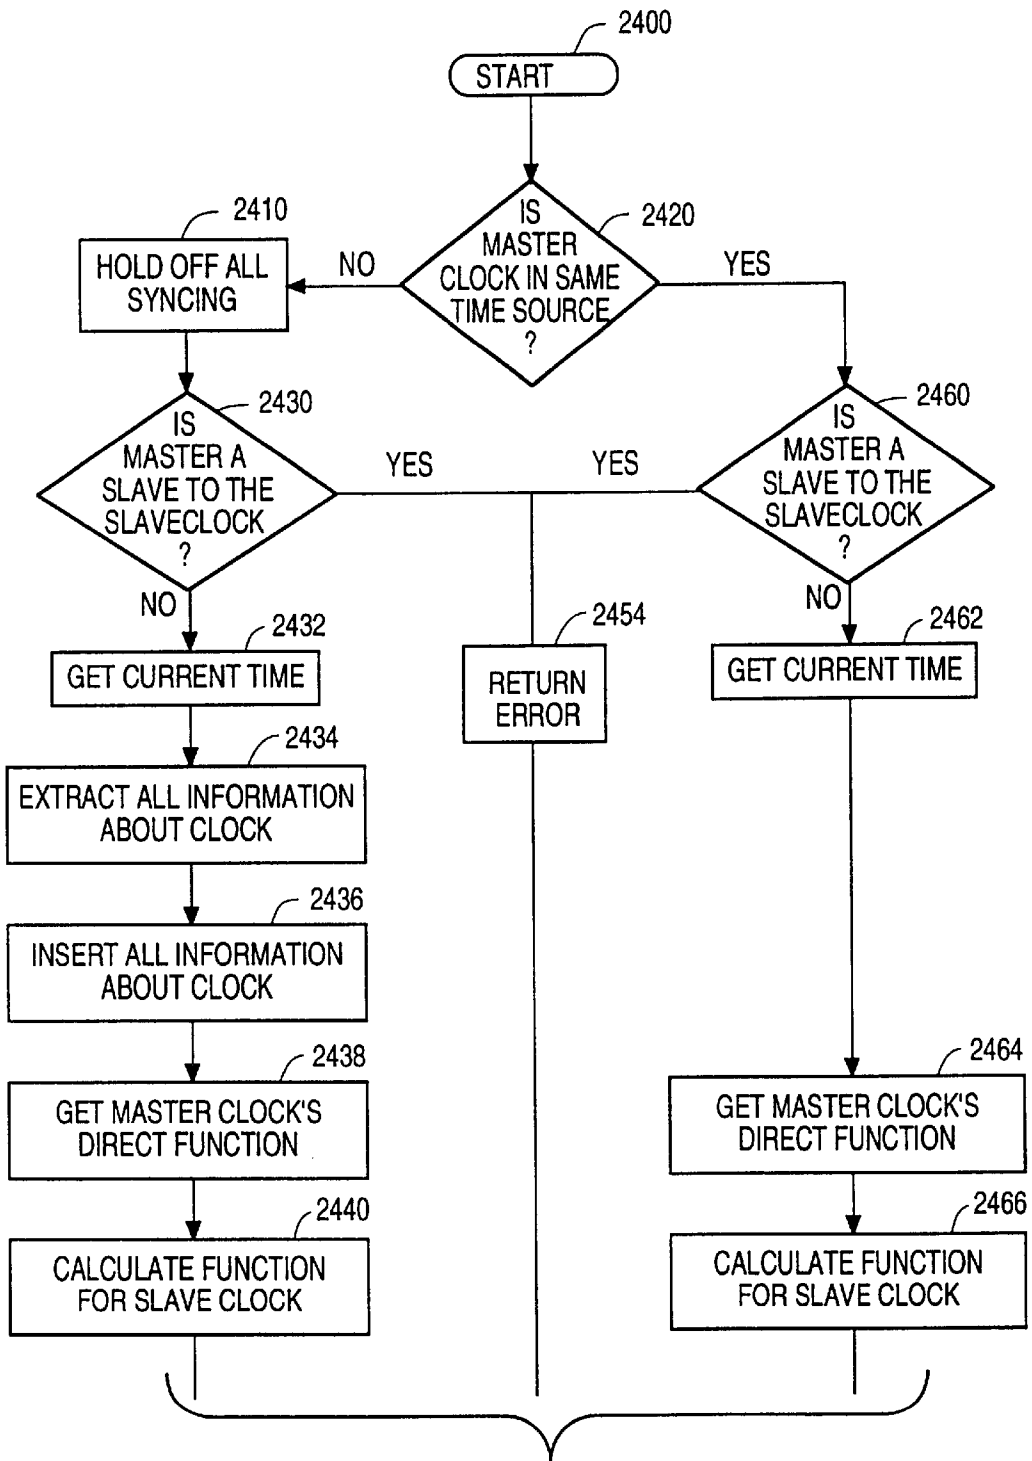 2400
START
2410
2420
IS
MASTER
CLOCK IN SAME
TIME SOURCE
?
NO
YES
HOLD OFF ALL
SYNCING
2430
IS
MASTER A
SLAVE TO THE
SLAVECLOCK
?
YES
YES
2460
IS
MASTER A
SLAVE TO THE
SLAVECLOCK
?
NO
NO
2432
GET CURRENT TIME
2454
RETURN
ERROR
2462
GET CURRENT TIME
2434
EXTRACT ALL INFORMATION
ABOUT CLOCK
2436
INSERT ALL INFORMATION
ABOUT CLOCK
2438
GET MASTER CLOCK'S
DIRECT FUNCTION
2464
GET MASTER CLOCK'S
DIRECT FUNCTION
2440
CALCULATE FUNCTION
FOR SLAVE CLOCK
2466
CALCULATE FUNCTION
FOR SLAVE CLOCK